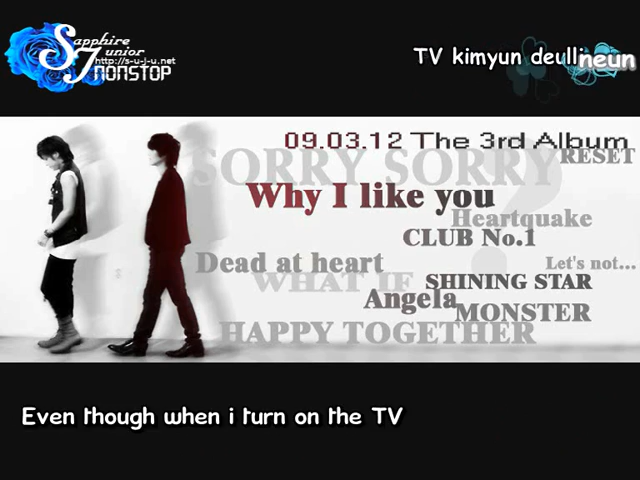 Sapphire
Junior
http://s-u-j-u.net
NONSTOP
TV kimyun deullineun
09.03.12 The 3rd Album
SORRY SORRY
RESET
Why I like you
Heartquake
CLUB No.1
Dead at heart
Let's not...
WHAT IF
SHINING STAR
Angela
MONSTER
HAPPY TOGETHER
?
Even though when i turn on the TV